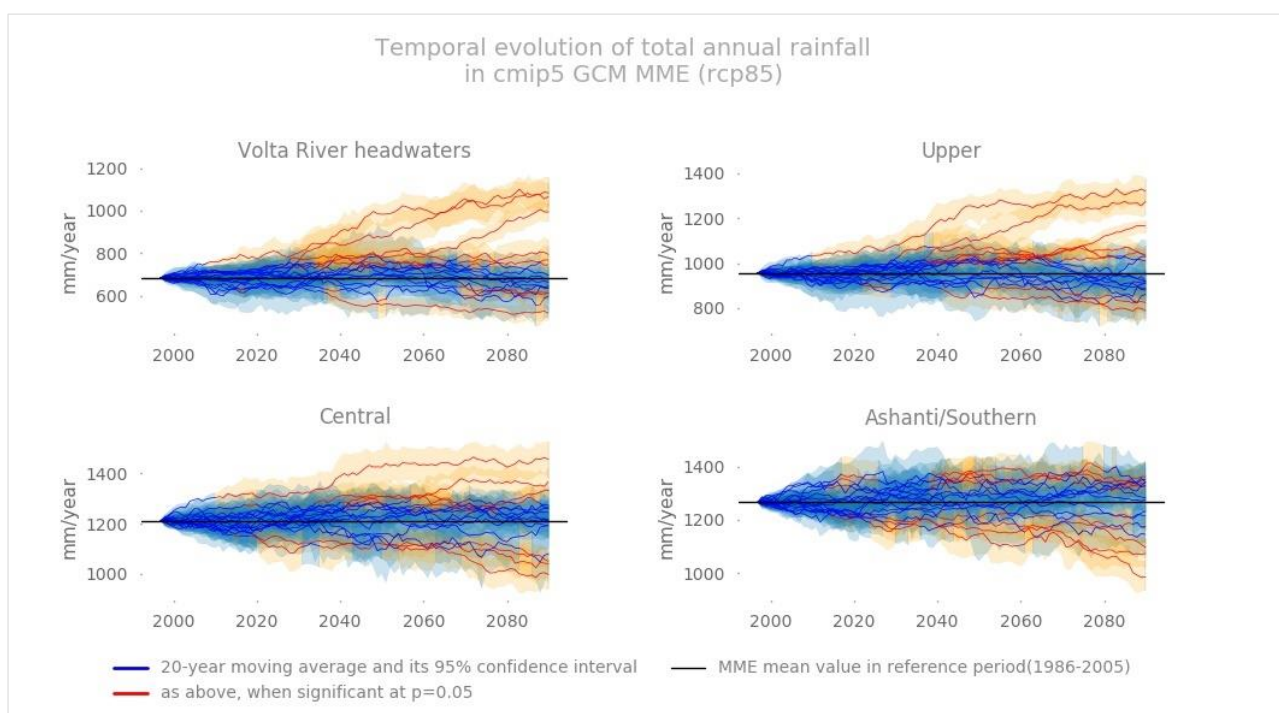 Temporal evolution of total annual rainfall
in cmip5 GCM MME (rcp85)
Volta River headwaters
1200
1000
800
600
mm/year
2000 2020 2040 2060 2080
Upper
1400
1200
1000
800
mm/year
2000 2020 2040 2060 2080
Central
1400
1200
1000
mm/year
2000 2020 2040 2060 2080
Ashanti/Southern
1400
1200
1000
mm/year
2000 2020 2040 2060 2080
20-year moving average and its 95% confidence interval
as above, when significant at p=0.05
MME mean value in reference period(1986-2005)